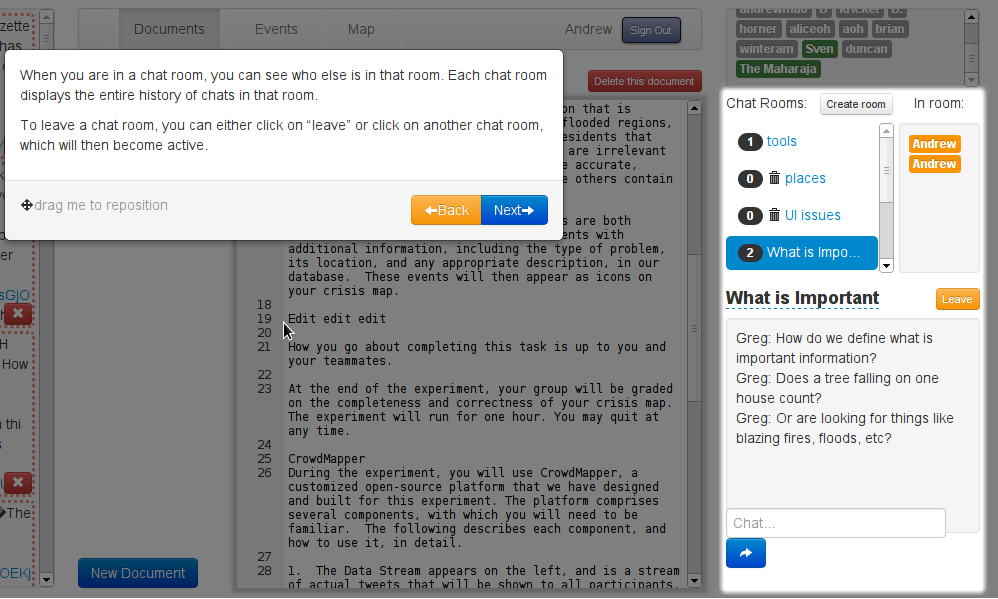 zette
has
Documents
Events
Map
Andrew
Sign Out
horner aliceoh aoh brian
winteram Sven duncan
The Maharaja
When you are in a chat room, you can see who else is in that room. Each chat room
displays the entire history of chats in that room.
To leave a chat room, you can either click on “leave” or click on another chat room,
which will then become active.
drag me to reposition
Back
Next
Delete this document
on that is
flooded regions,
esidents that
are irrelevant
e accurate,
e others contain
s are both
ents with
additional information, including the type of problem,
its location, and any appropriate description, in our
database. These events will then appear as icons on
your crisis map.
18
19 Edit edit edit
20
21 How you go about completing this task is up to you and
your teammates.
22
23 At the end of the experiment, your group will be graded
on the completeness and correctness of your crisis map.
The experiment will run for one hour. You may quit at
any time.
24
25 CrowdMapper
26 During the experiment, you will use CrowdMapper, a
customized open-source platform that we have designed
and built for this experiment. The platform comprises
several components, with which you will need to be
familiar. The following describes each component, and
how to use it, in detail.
27
28 1. The Data Stream appears on the left, and is a stream
of actual tweets that will be shown to all participants.
er
sGjO
H
How
thi
s
The
OEKj
New Document
Chat Rooms:
Create room
In room:
1 tools
0 places
0 UI issues
2 What is Impo...
Andrew
Andrew
What is Important
Leave
Greg: How do we define what is
important information?
Greg: Does a tree falling on one
house count?
Greg: Or are looking for things like
blazing fires, floods, etc?
Chat...